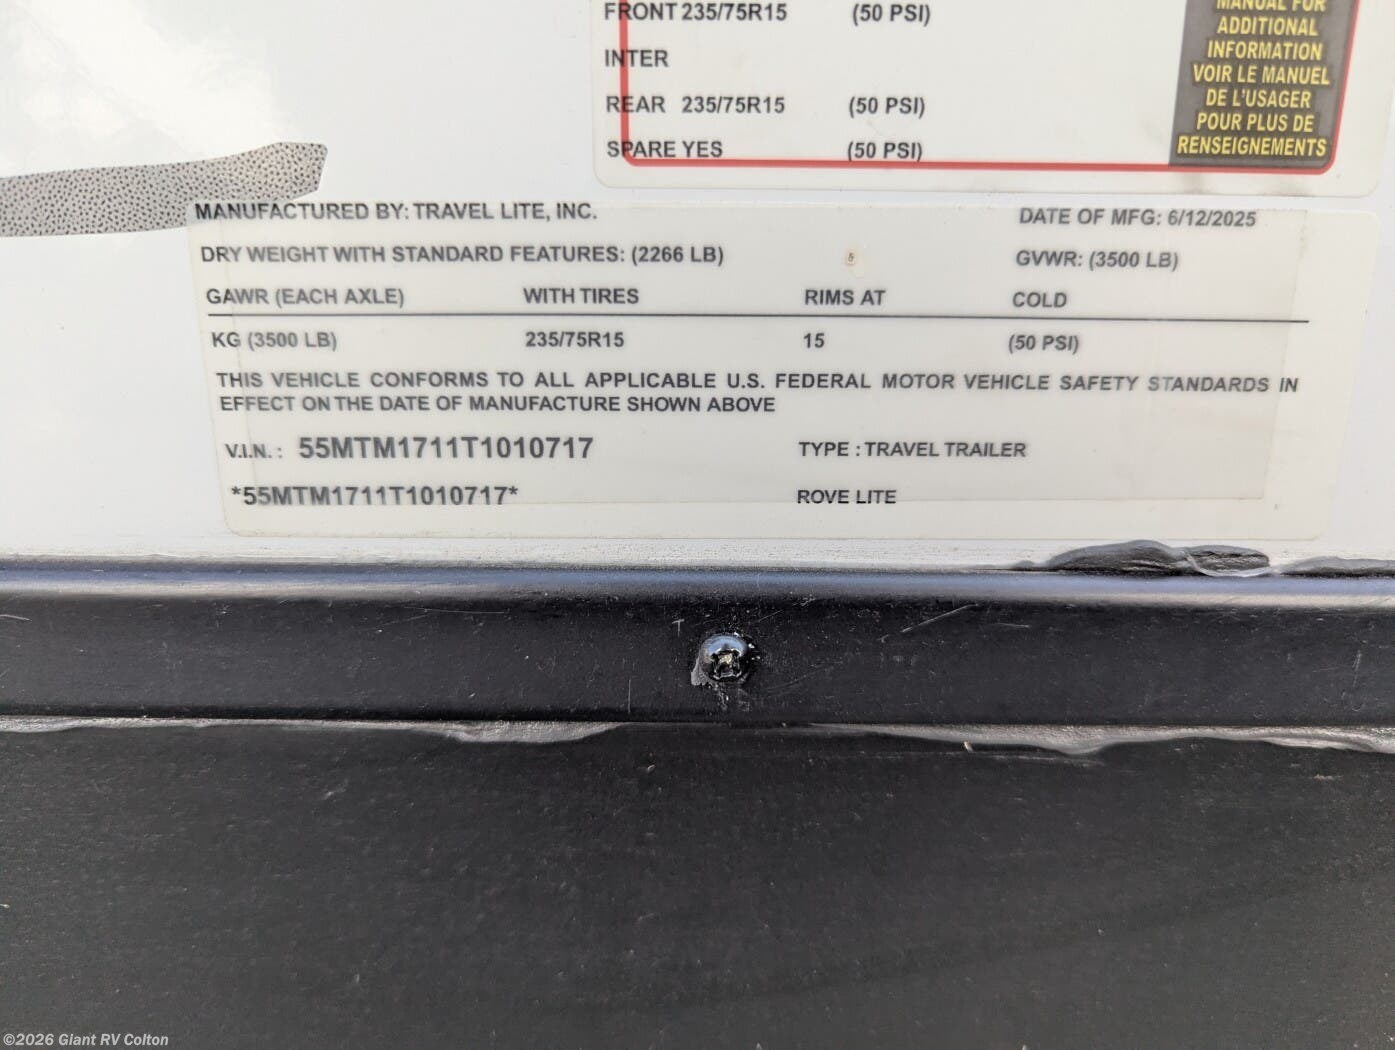 FRONT 235/75R15 (50 PSI)
INTER
REAR 235/75R15 (50 PSI)
SPARE YES (50 PSI)
MANUAL FOR
ADDITIONAL
INFORMATION
VOIR LE MANUEL
DE L'USAGER
POUR PLUS DE
RENSEIGNEMENTS
MANUFACTURED BY: TRAVEL LITE, INC. DATE OF MFG: 6/12/2025
DRY WEIGHT WITH STANDARD FEATURES: (2266 LB) GVWR: (3500 LB)
GAWR (EACH AXLE) WITH TIRES RIMS AT COLD
KG (3500 LB) 235/75R15 15 (50 PSI)
THIS VEHICLE CONFORMS TO ALL APPLICABLE U.S. FEDERAL MOTOR VEHICLE SAFETY STANDARDS IN
EFFECT ON THE DATE OF MANUFACTURE SHOWN ABOVE
V.I.N. : 55MTM1711T1010717 TYPE : TRAVEL TRAILER
*55MTM1711T1010717* ROVE LITE
©2026 Giant RV Colton